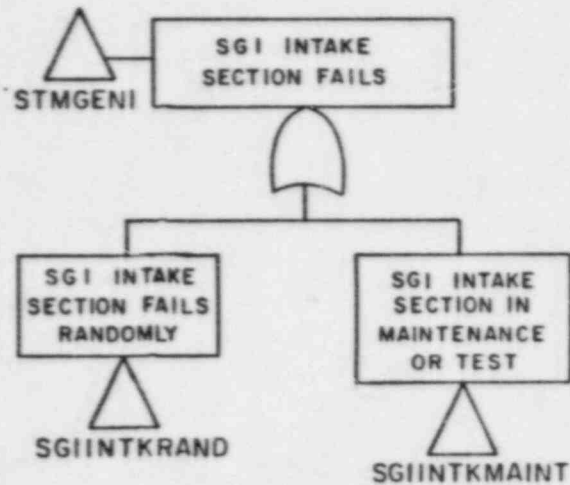 SGI INTAKE
SECTION FAILS
STMGENI
SGI INTAKE
SECTION FAILS
RANDOMLY
SGI INTAKE
SECTION IN
MAINTENANCE
OR TEST
SGIINTKRAND
SGIINTKMAINT